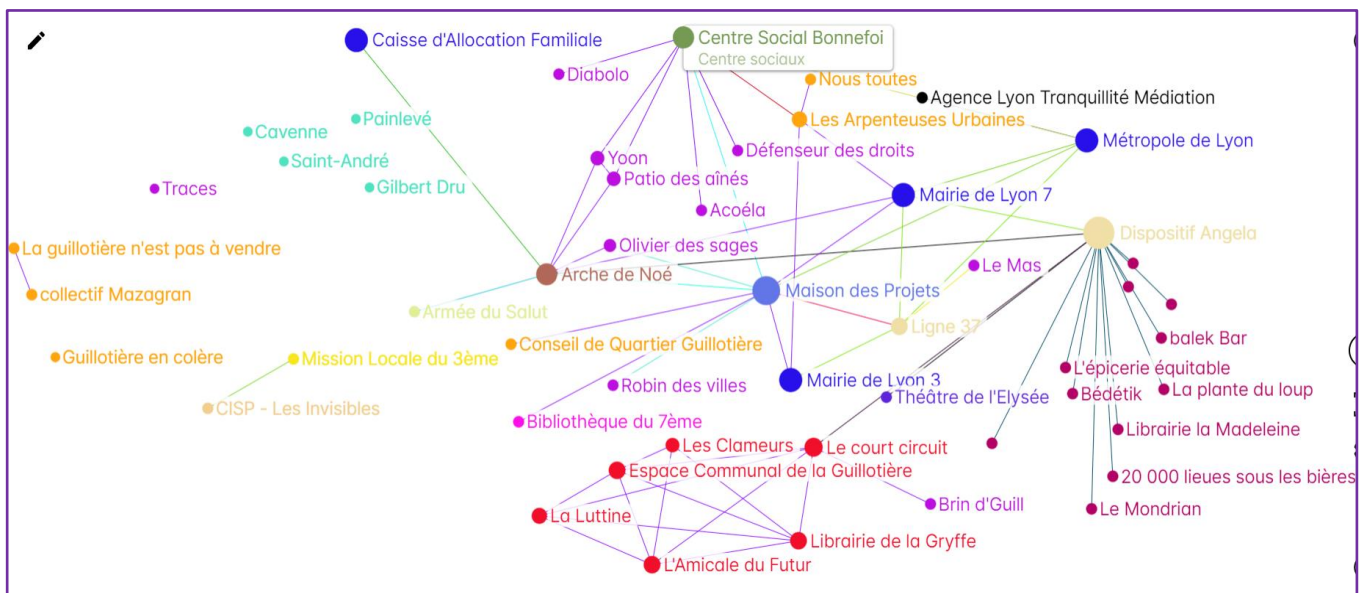 Caisse d'Allocation Familiale
Centre Social Bonnefoi
Centre sociaux
Diabolo
Nous toutes
Agence Lyon Tranquillité Médiation
Painlevé
Les Arpenteuses Urbaines
Cavenne
Métropole de Lyon
Défenseur des droits
Yoon
Saint-André
Patio des aînés
Gilbert Dru
Traces
Mairie de Lyon 7
Acoéla
Dispositif Angela
La guillotière n'est pas à vendre
Olivier des sages
Le Mas
Arche de Noé
Maison des Projets
collectif Mazagran
Armée du Salut
Ligne 37
balek Bar
Conseil de Quartier Guillotière
Guillotière en colère
Mission Locale du 3ème
L'épicerie équitable
Mairie de Lyon 3
Robin des villes
La plante du loup
Bédétik
Théâtre de l'Elysée
CISP - Les Invisibles
Bibliothèque du 7ème
Librairie la Madeleine
Les Clameurs
Le court circuit
Espace Communal de la Guillotière
20 000 lieues sous les bières
Brin d'Guill
Le Mondrian
La Luttine
Librairie de la Gryffe
L'Amicale du Futur